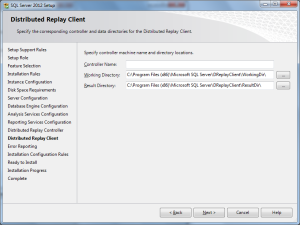 SQL Server 2012 Setup
Distributed Replay Client
Specify the corresponding controller and data directories for the Distributed Replay Client.
Setup Support Rules
Setup Role
Feature Selection
Installation Rules
Instance Configuration
Disk Space Requirements
Server Configuration
Database Engine Configuration
Analysis Services Configuration
Reporting Services Configuration
Distributed Replay Controller
Distributed Replay Client
Error Reporting
Installation Configuration Rules
Ready to Install
Installation Progress
Complete
Specify controller machine name and directory locations.
Controller Name:
Working Directory: C:\Program Files (x86)\Microsoft SQL Server\DReplayClient\WorkingDir\ ...
Result Directory: C:\Program Files (x86)\Microsoft SQL Server\DReplayClient\ResultDir\ ...
< Back Next > Cancel Help